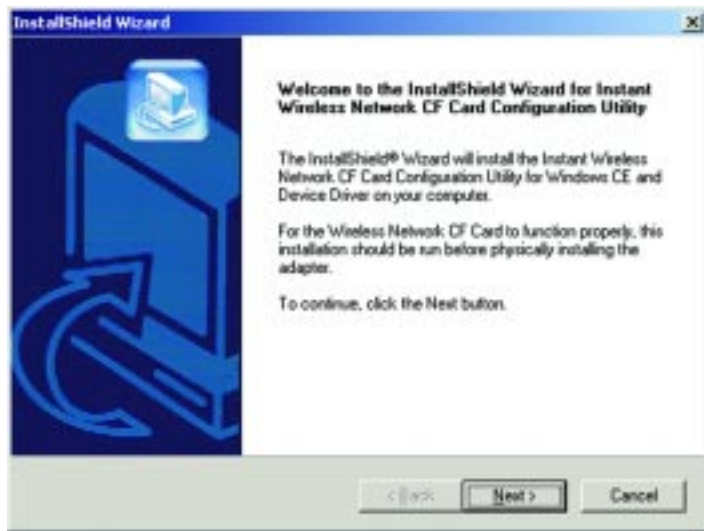 InstallShield Wizard
Welcome to the InstallShield Wizard for Instant
Wireless Network CF Card Configuration Utility
The InstallShield® Wizard will install the Instant Wireless
Network CF Card Configuration Utility for Windows CE and
Device Driver on your computer.
For the Wireless Network CF Card to function properly, this
installation should be run before physically installing the
adapter.
To continue, click the Next button.
< Back
Next >
Cancel